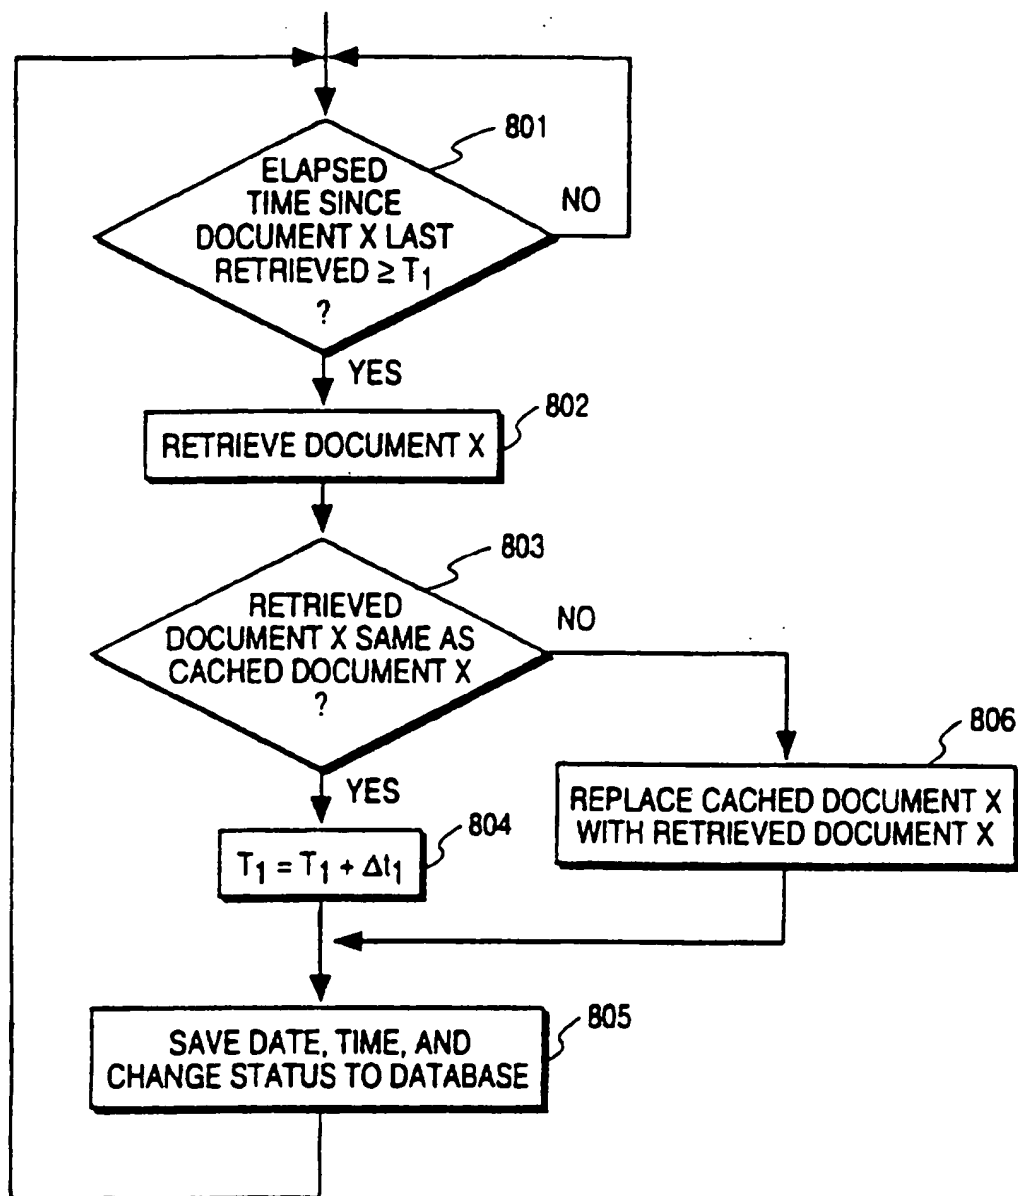 801
ELAPSED
TIME SINCE
DOCUMENT X LAST
RETRIEVED ≥ T1
?
NO
YES
802
RETRIEVE DOCUMENT X
803
RETRIEVED
DOCUMENT X SAME AS
CACHED DOCUMENT X
?
NO
YES
806
REPLACE CACHED DOCUMENT X
WITH RETRIEVED DOCUMENT X
804
T1 = T1 + Δt1
805
SAVE DATE, TIME, AND
CHANGE STATUS TO DATABASE